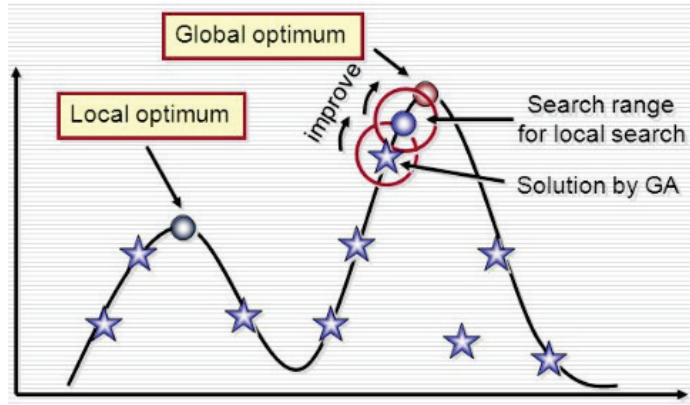 Global optimum
Local optimum
improve
Search range
for local search
Solution by GA